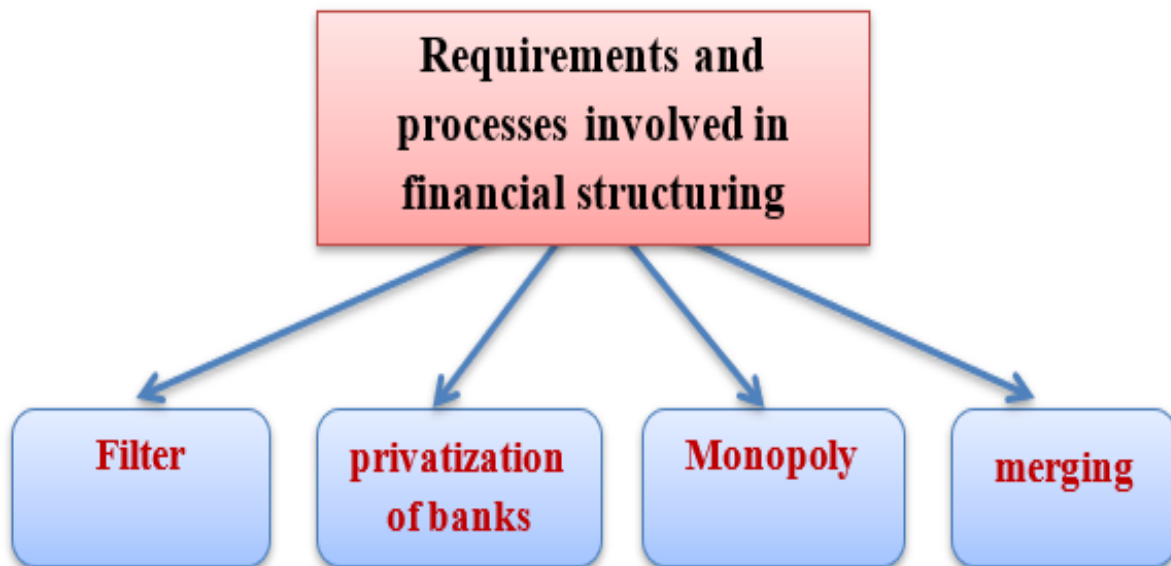 Requirements and
processes involved in
financial structuring
Filter
privatization
of banks
Monopoly
merging